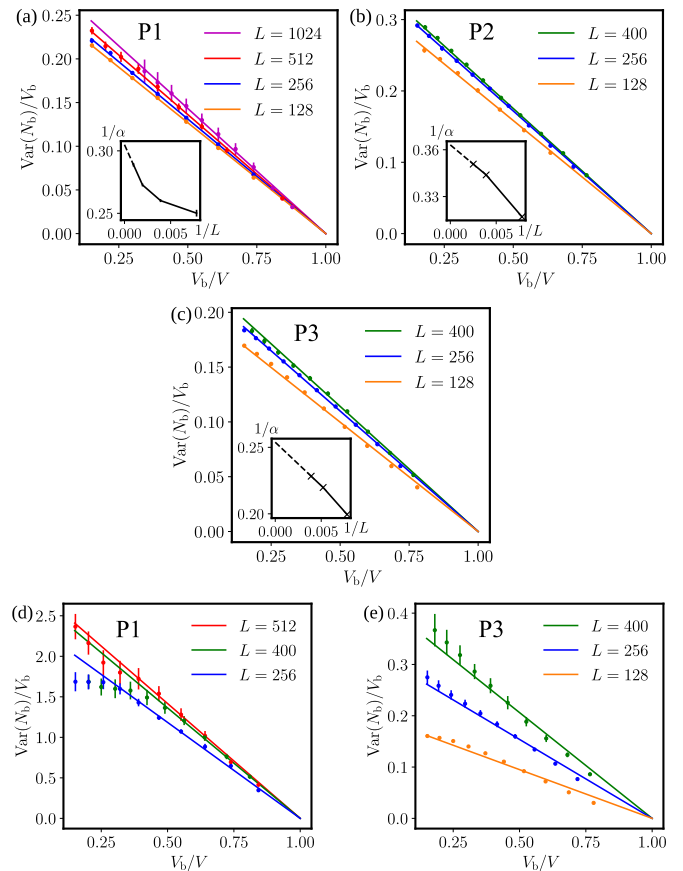 (a)
P1
L = 1024
L = 512
L = 256
L = 128
Var(N_b)/V_b
0.25
0.20
0.15
0.10
0.05
0.00
1/α
0.30
0.25
0.000
0.005
1/L
0.25
0.50
0.75
1.00
V_b/V
(b)
P2
L = 400
L = 256
L = 128
Var(N_b)/V_b
0.3
0.2
0.1
0.0
1/α
0.36
0.33
0.000
0.005
1/L
0.25
0.50
0.75
1.00
V_b/V
(c)
P3
L = 400
L = 256
L = 128
Var(N_b)/V_b
0.20
0.15
0.10
0.05
0.00
1/α
0.25
0.20
0.000
0.005
1/L
0.25
0.50
0.75
1.00
V_b/V
(d)
P1
L = 512
L = 400
L = 256
Var(N_b)/V_b
2.5
2.0
1.5
1.0
0.5
0.0
0.25
0.50
0.75
1.00
V_b/V
(e)
P3
L = 400
L = 256
L = 128
Var(N_b)/V_b
0.4
0.3
0.2
0.1
0.0
0.25
0.50
0.75
1.00
V_b/V